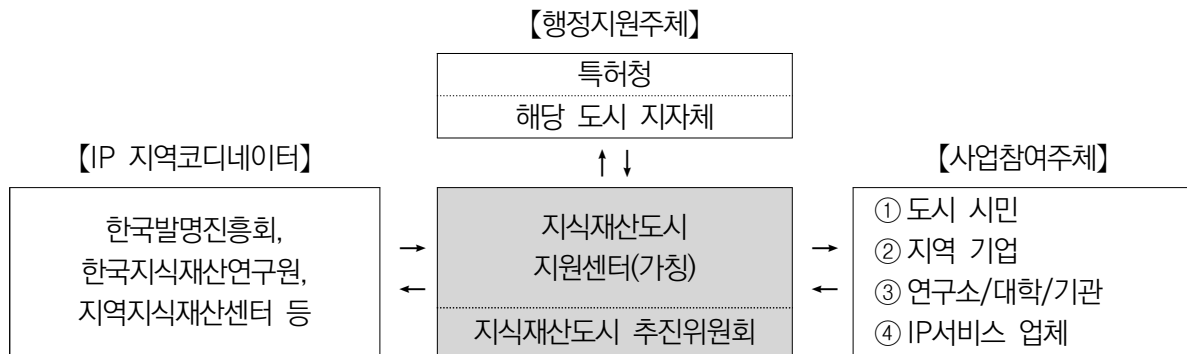 【행정지원주체】
특허청
해당 도시 지자체
↑ ↓
【IP 지역코디네이터】
한국발명진흥회,
한국지식재산연구원,
지역지식재산센터 등
→
←
지식재산도시
지원센터(가칭)
지식재산도시 추진위원회
→
←
【사업참여주체】
① 도시 시민
② 지역 기업
③ 연구소/대학/기관
④ IP서비스 업체